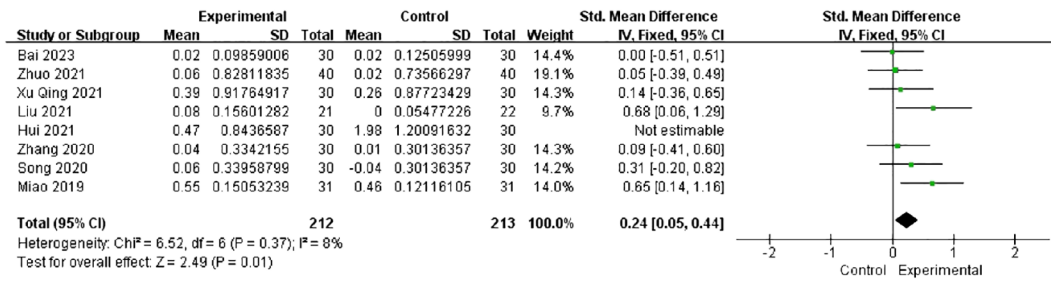 Experimental Control Std. Mean Difference Std. Mean Difference
Study or Subgroup Mean SD Total Mean SD Total Weight IV, Fixed, 95% CI IV, Fixed, 95% CI
Bai 2023 0.02 0.09859006 30 0.02 0.12505999 30 14.4% 0.00 [-0.51, 0.51]
Zhuo 2021 0.06 0.82811835 40 0.02 0.73566297 40 19.1% 0.05 [-0.39, 0.49]
Xu Qing 2021 0.39 0.91764917 30 0.26 0.87723429 30 14.3% 0.14 [-0.36, 0.65]
Liu 2021 0.08 0.15601282 21 0 0.05477226 22 9.7% 0.68 [0.06, 1.29]
Hui 2021 0.47 0.8436587 30 1.98 1.20091632 30 Not estimable
Zhang 2020 0.04 0.3342155 30 0.01 0.30136357 30 14.3% 0.09 [-0.41, 0.60]
Song 2020 0.06 0.33958799 30 -0.04 0.30136357 30 14.2% 0.31 [-0.20, 0.82]
Miao 2019 0.55 0.15053239 31 0.46 0.12116105 31 14.0% 0.65 [0.14, 1.16]
Total (95% CI) 212 213 100.0% 0.24 [0.05, 0.44]
Heterogeneity: Chi² = 6.52, df = 6 (P = 0.37); I² = 8%
Test for overall effect: Z = 2.49 (P = 0.01)
-2 -1 0 1 2
Control Experimental